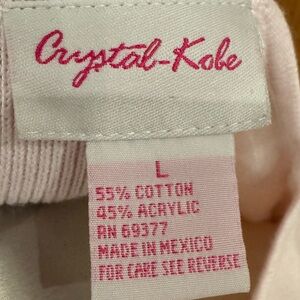 Crystal-Kobe
L
55% COTTON
45% ACRYLIC
RN 69377
MADE IN MEXICO
FOR CARE SEE REVERSE